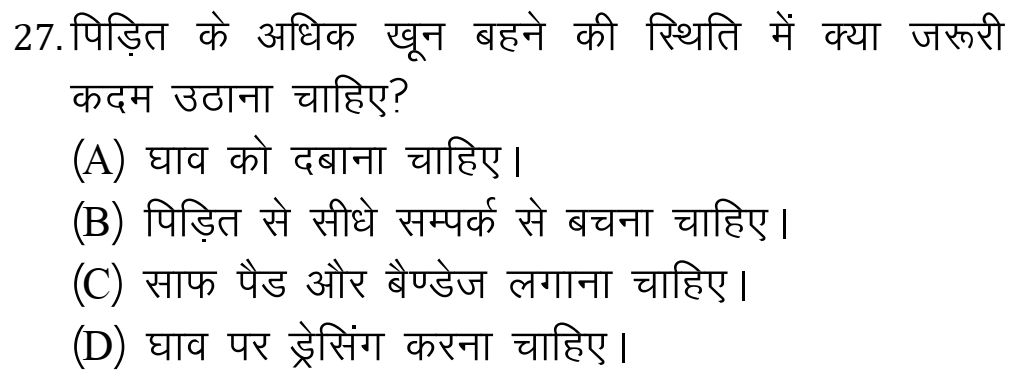 27. पिड़ित के अधिक खून बहने की स्थिति में क्या जरूरी
कदम उठाना चाहिए?
(A) घाव को दबाना चाहिए।
(B) पिड़ित से सीधे सम्पर्क से बचना चाहिए।
(C) साफ पैड और बैण्डेज लगाना चाहिए।
(D) घाव पर ड्रेसिंग करना चाहिए।